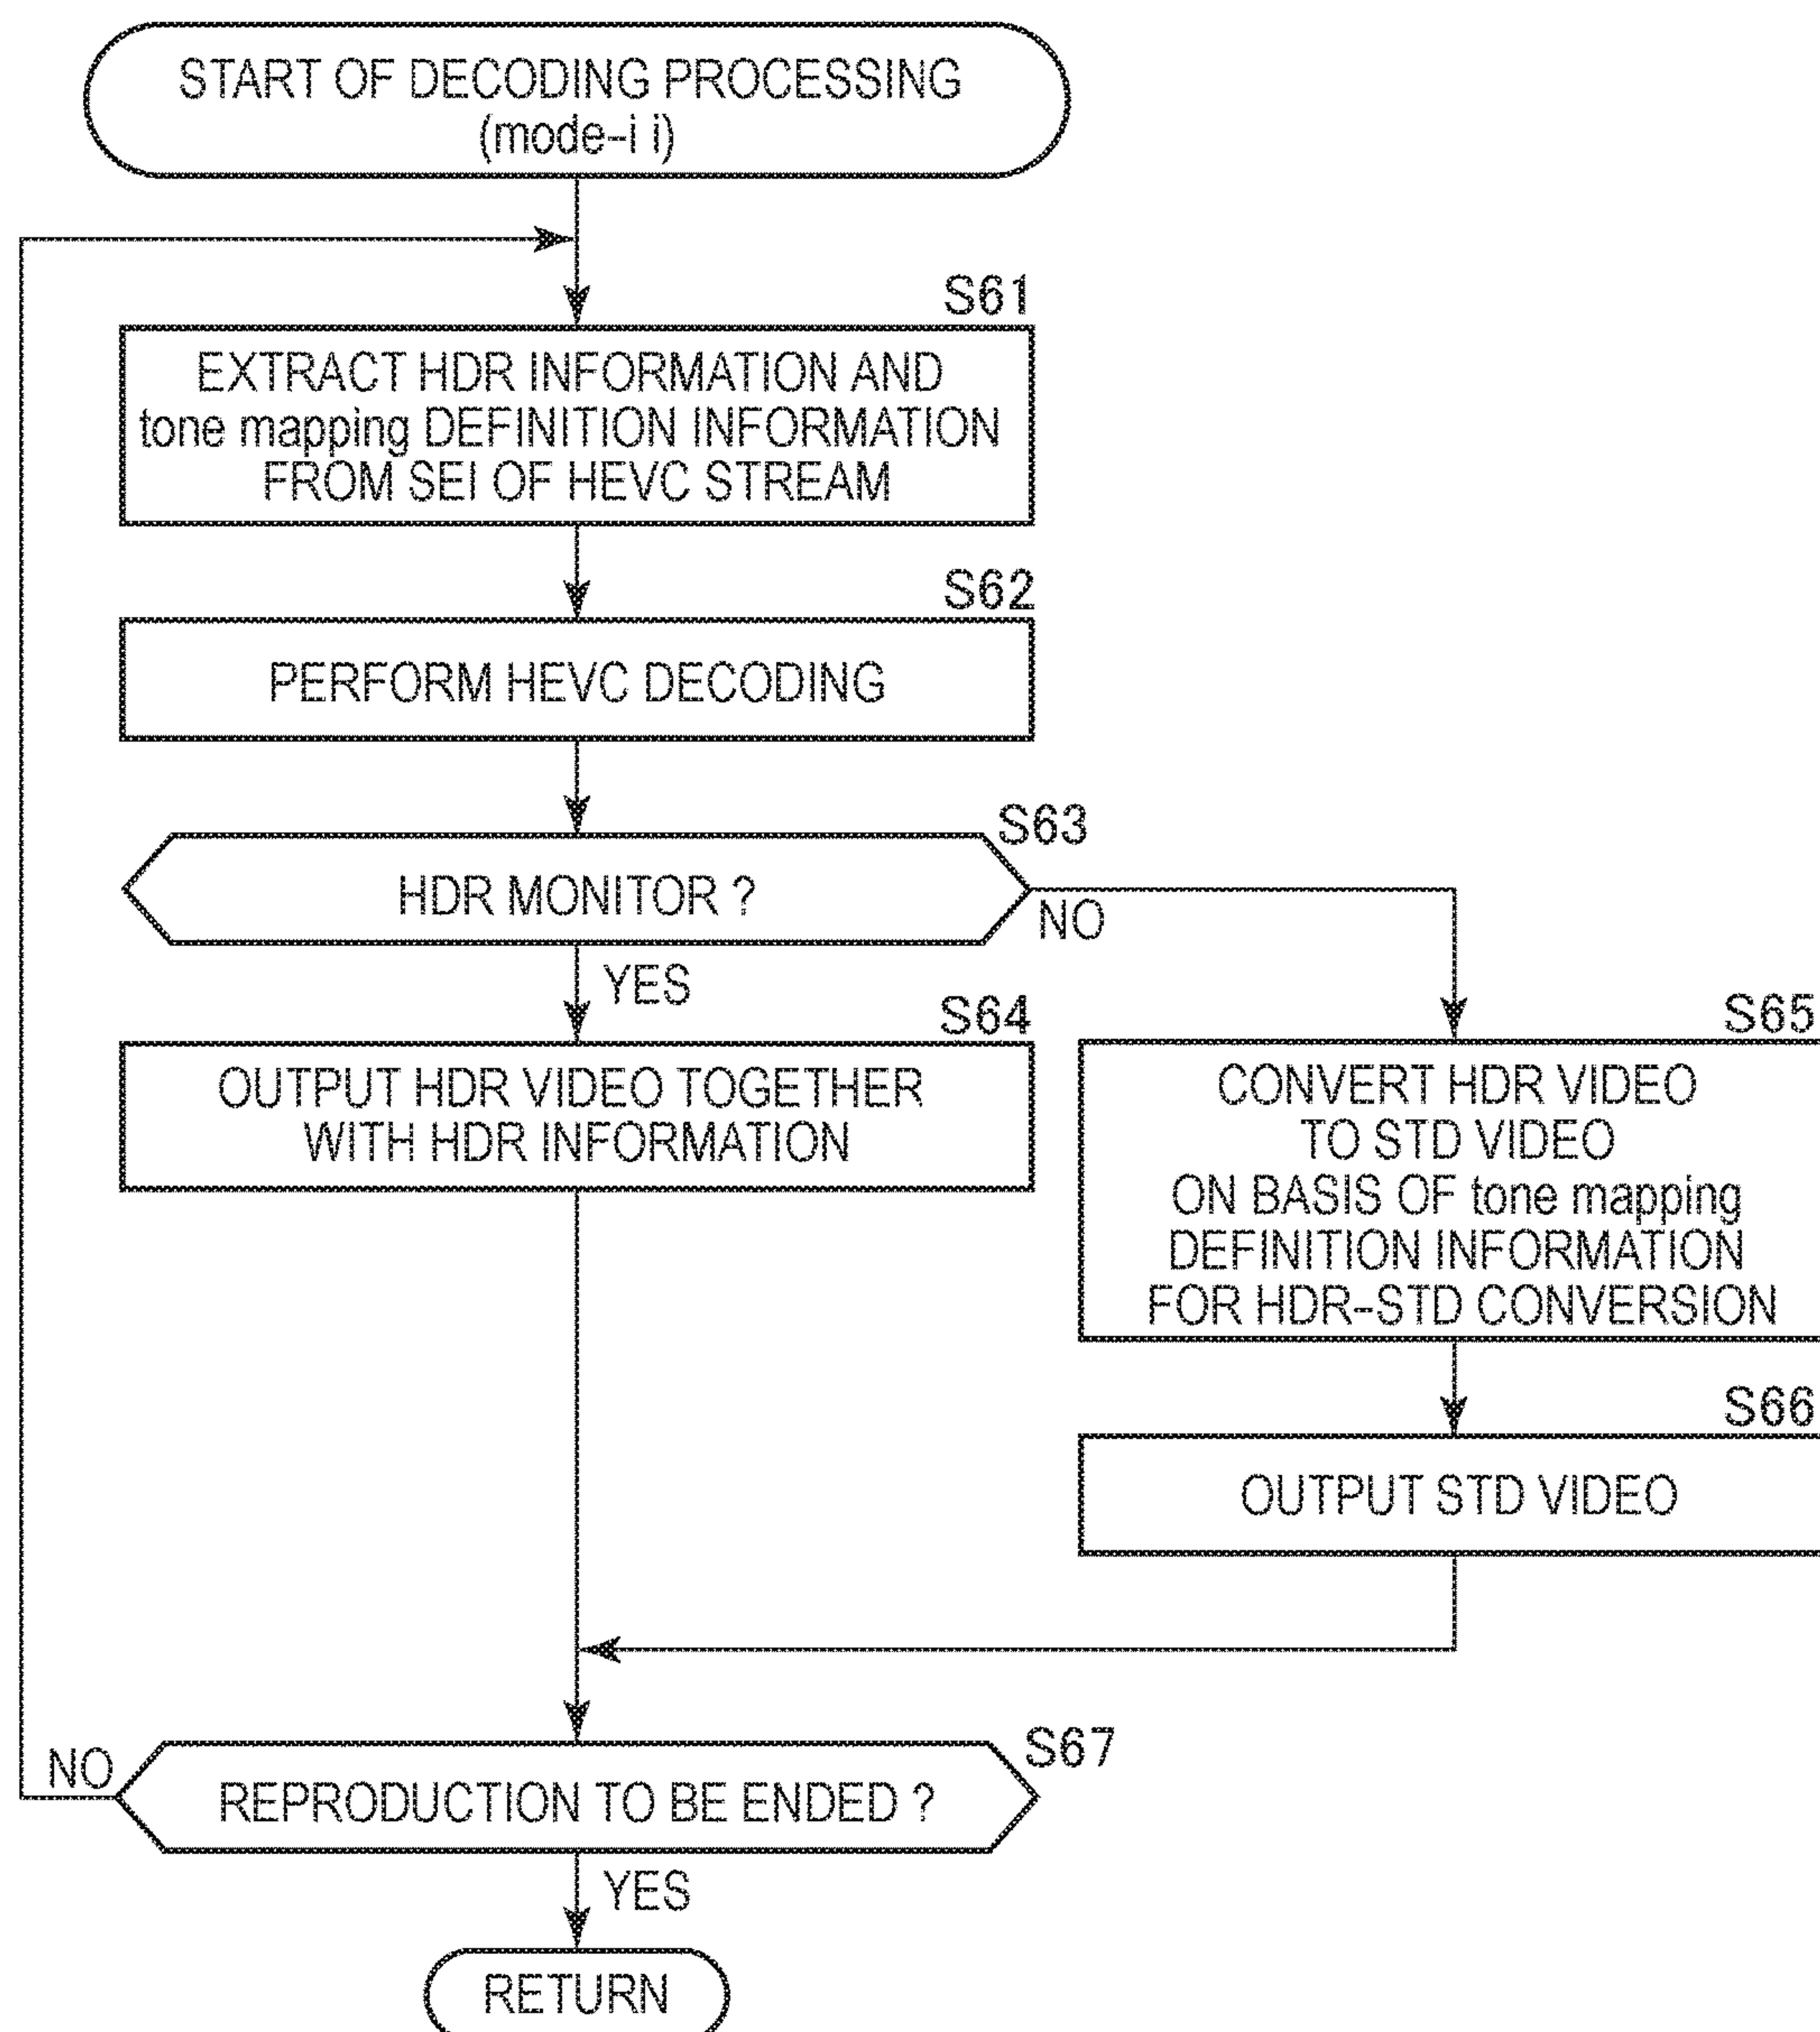 START OF DECODING PROCESSING
(mode-i i)
S61
EXTRACT HDR INFORMATION AND
tone mapping DEFINITION INFORMATION
FROM SEI OF HEVC STREAM
S62
PERFORM HEVC DECODING
S63
HDR MONITOR ?
NO
YES
S64
OUTPUT HDR VIDEO TOGETHER
WITH HDR INFORMATION
S65
CONVERT HDR VIDEO
TO STD VIDEO
ON BASIS OF tone mapping
DEFINITION INFORMATION
FOR HDR-STD CONVERSION
S66
OUTPUT STD VIDEO
S67
NO
REPRODUCTION TO BE ENDED ?
YES
RETURN